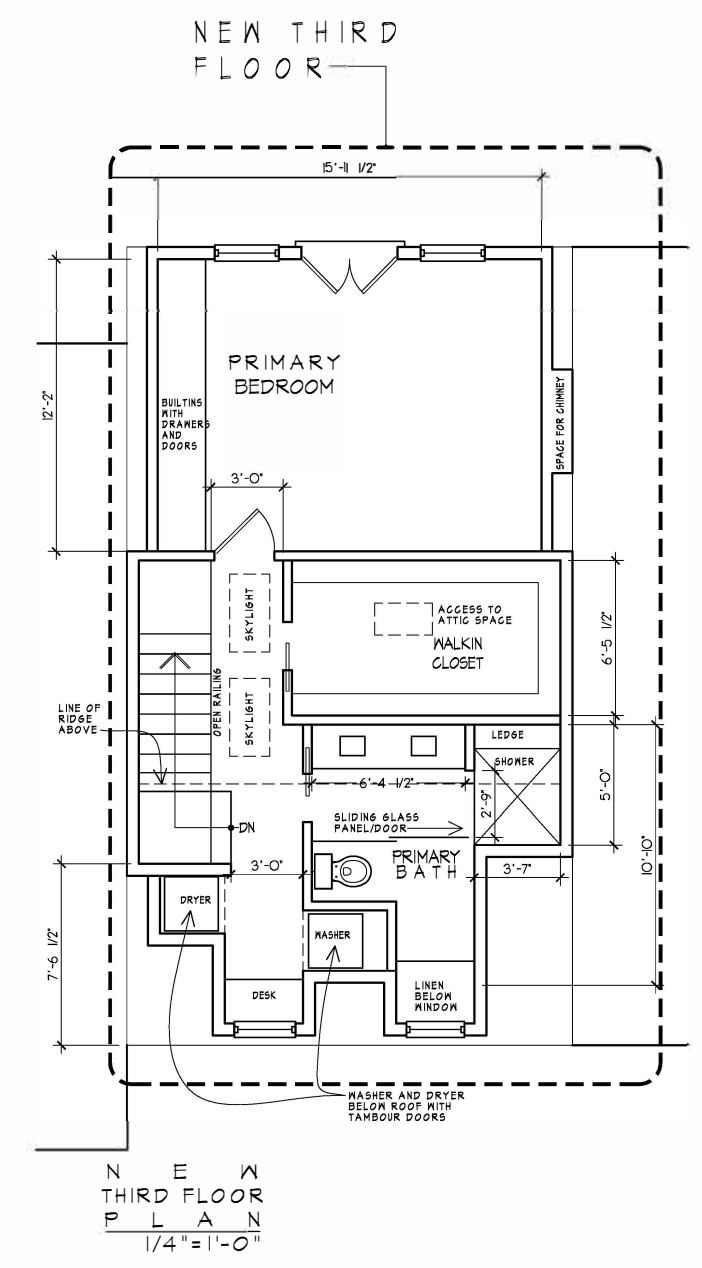 NEW THIRD
FLOOR
15'-11 1/2"
PRIMARY
BEDROOM
12'-2"
BUILTINS
WITH
DRAWERS
AND
DOORS
SPACE FOR CHIMNEY
3'-0"
SKYLIGHT
ACCESS TO
ATTIC SPACE
WALKIN
CLOSET
6'-5 1/2"
OPEN RAILING
SKYLIGHT
LINE OF
RIDGE
ABOVE
LEDGE
SHOWER
6'-4 1/2"
2'-9"
5'-0"
SLIDING GLASS
PANEL/DOOR
DN
PRIMARY
BATH
3'-0"
3'-7"
10'-10"
DRYER
WASHER
7'-6 1/2"
DESK
LINEN
BELOW
WINDOW
WASHER AND DRYER
BELOW ROOF WITH
TAMBOUR DOORS
NEW
THIRD FLOOR
PLAN
1/4"=1'-0"